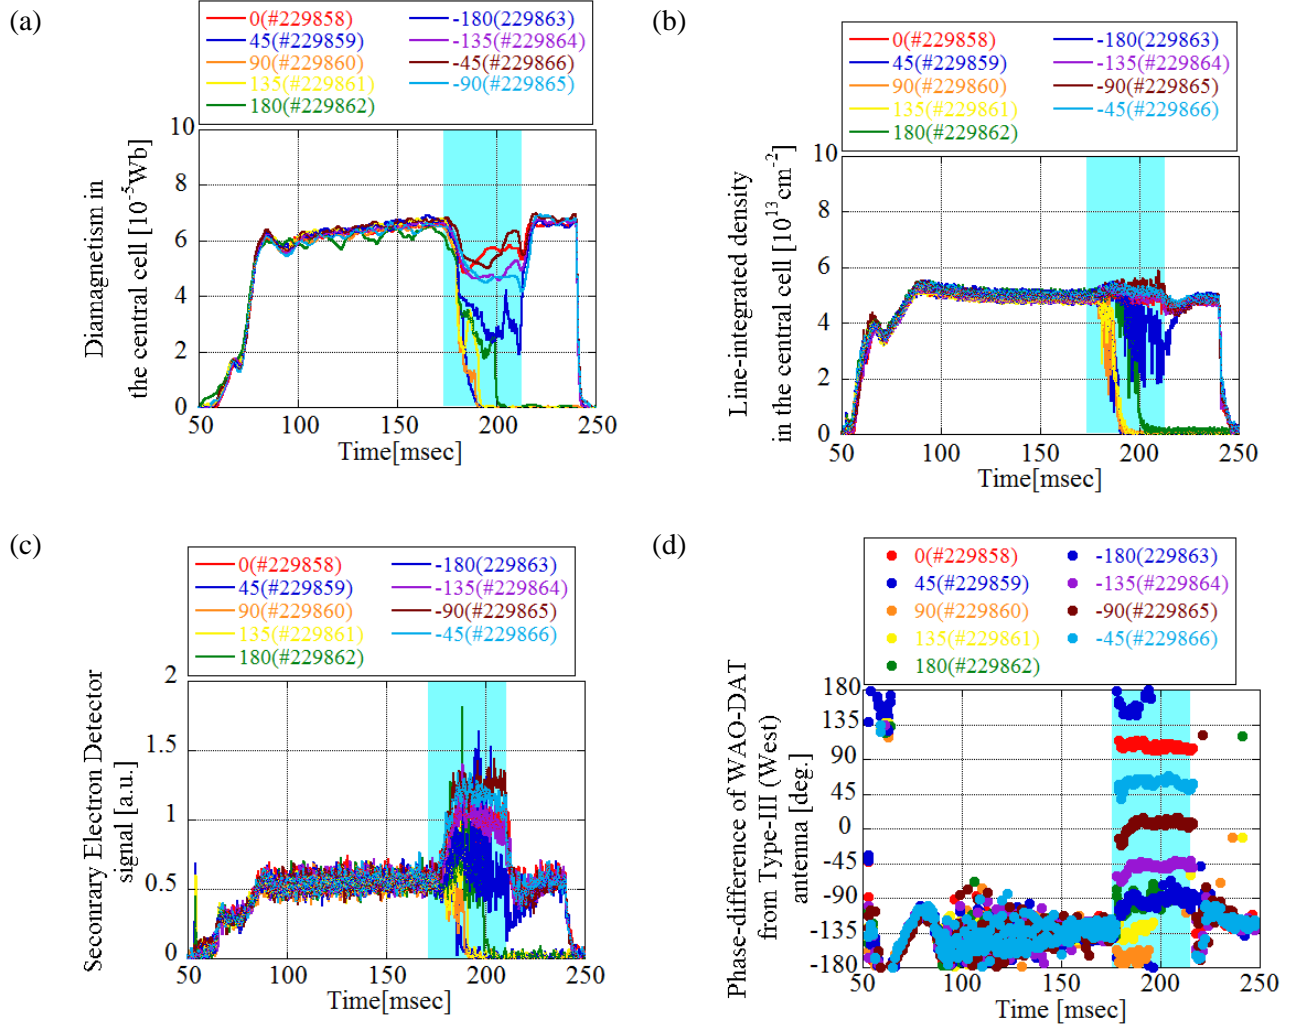 (a)
0(#229858) -180(229863)
45(#229859) -135(#229864)
90(#229860) -45(#229866)
135(#229861) -90(#229865)
180(#229862)
Diamagnetism in
the central cell [10⁻⁵Wb]
10
8
6
4
2
0
50 100 150 200 250
Time[msec]
(b)
0(#229858) -180(229863)
45(#229859) -135(#229864)
90(#229860) -90(#229865)
135(#229861) -45(#229866)
180(#229862)
Line-integrated density
in the central cell [10¹³cm⁻²]
10
8
6
4
2
0
50 100 150 200 250
Time[msec]
(c)
0(#229858) -180(229863)
45(#229859) -135(#229864)
90(#229860) -90(#229865)
135(#229861) -45(#229866)
180(#229862)
Seconrary Electron Detector
signal [a.u.]
2
1.5
1
0.5
0
50 100 150 200 250
Time[msec]
(d)
0(#229858) -180(229863)
45(#229859) -135(#229864)
90(#229860) -90(#229865)
135(#229861) -45(#229866)
180(#229862)
Phase-difference of WAO-DAT
from Type-III (West)
antenna [deg.]
180
135
90
45
0
-45
-90
-135
-180
50 100 150 200 250
Time [msec]